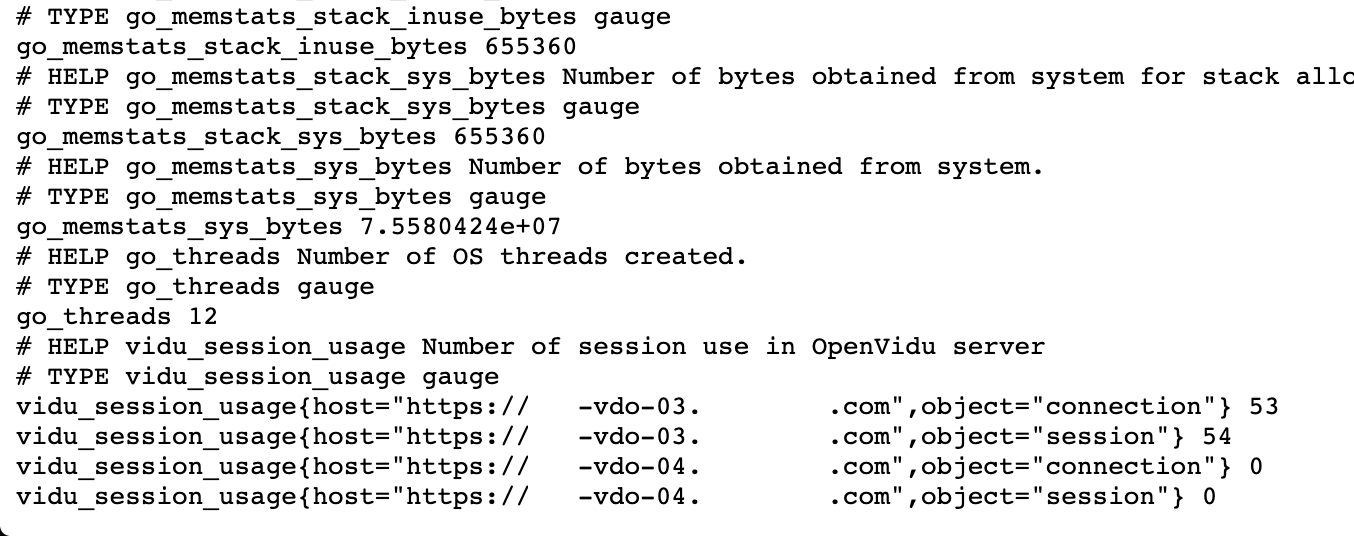 # TYPE go_memstats_stack_inuse_bytes gauge
go_memstats_stack_inuse_bytes 655360
# HELP go_memstats_stack_sys_bytes Number of bytes obtained from system for stack allo
# TYPE go_memstats_stack_sys_bytes gauge
go_memstats_stack_sys_bytes 655360
# HELP go_memstats_sys_bytes Number of bytes obtained from system.
# TYPE go_memstats_sys_bytes gauge
go_memstats_sys_bytes 7.5580424e+07
# HELP go_threads Number of OS threads created.
# TYPE go_threads gauge
go_threads 12
# HELP vidu_session_usage Number of session use in OpenVidu server
# TYPE vidu_session_usage gauge
vidu_session_usage{host="https://   -vdo-03.        .com",object="connection"} 53
vidu_session_usage{host="https://   -vdo-03.        .com",object="session"} 54
vidu_session_usage{host="https://   -vdo-04.        .com",object="connection"} 0
vidu_session_usage{host="https://   -vdo-04.        .com",object="session"} 0